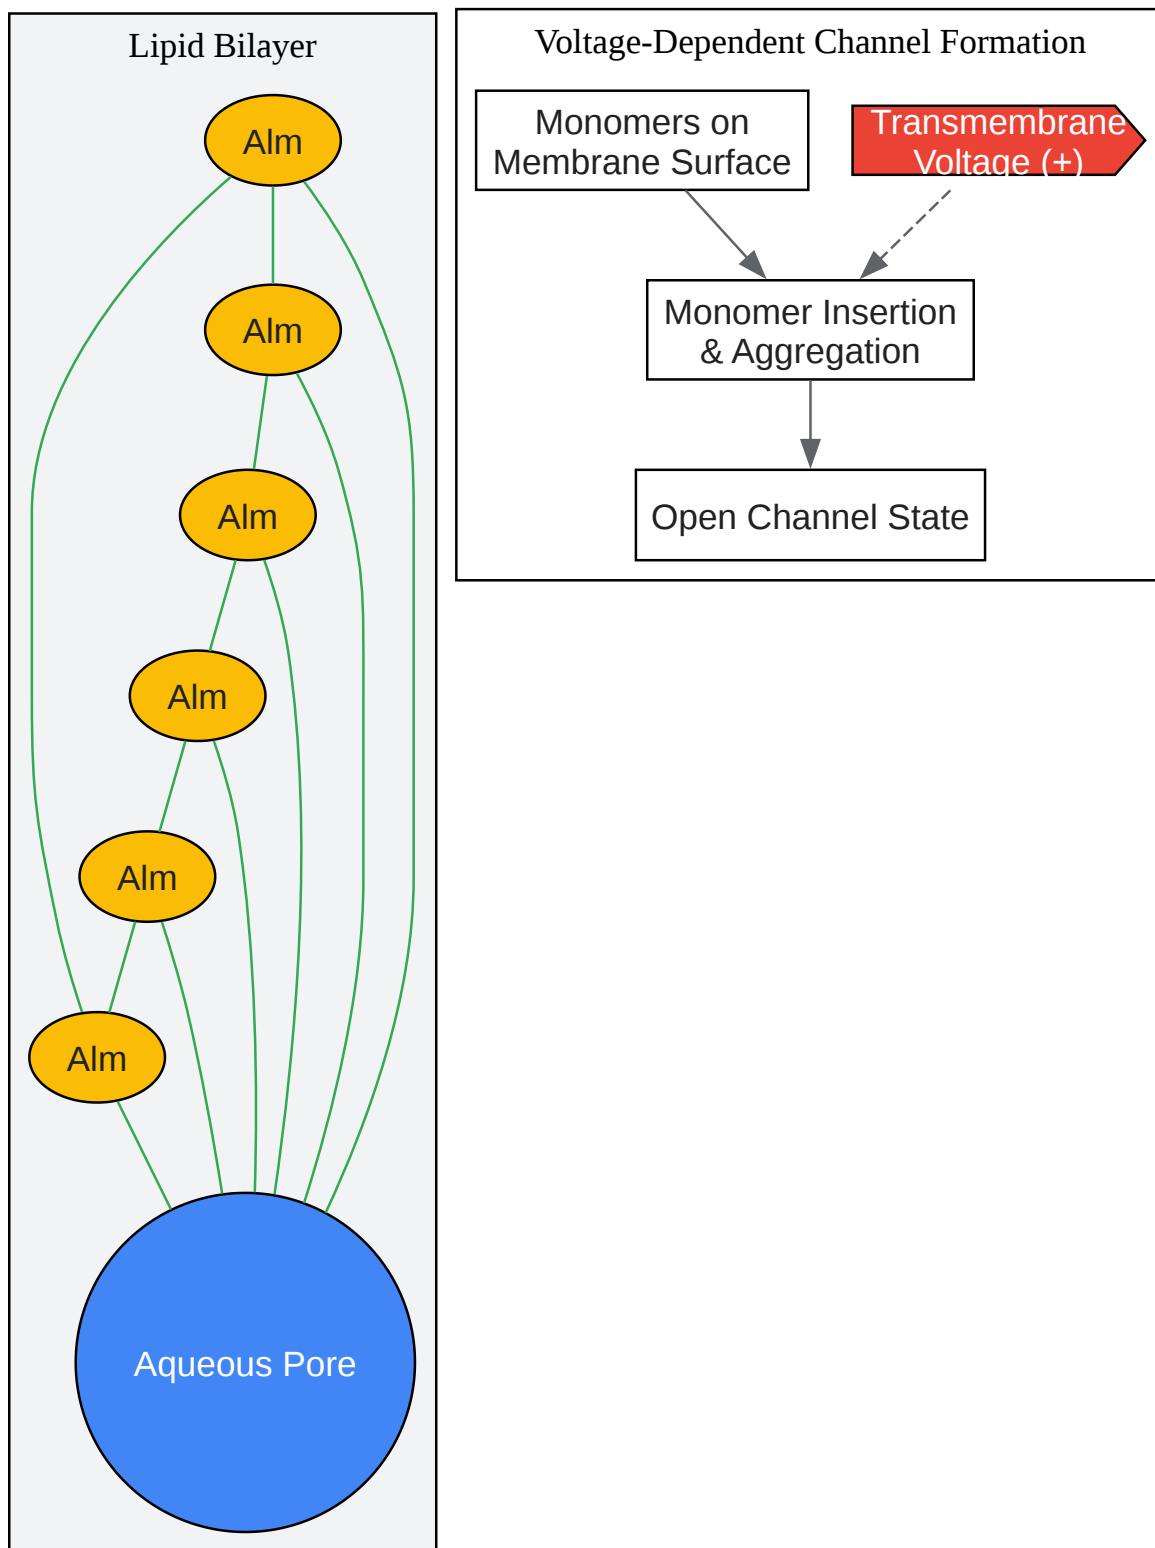 Lipid Bilayer
Alm
Alm
Alm
Alm
Alm
Alm
Aqueous Pore
Voltage-Dependent Channel Formation
Monomers on
Membrane Surface
Transmembrane
Voltage (+)
Monomer Insertion
& Aggregation
Open Channel State